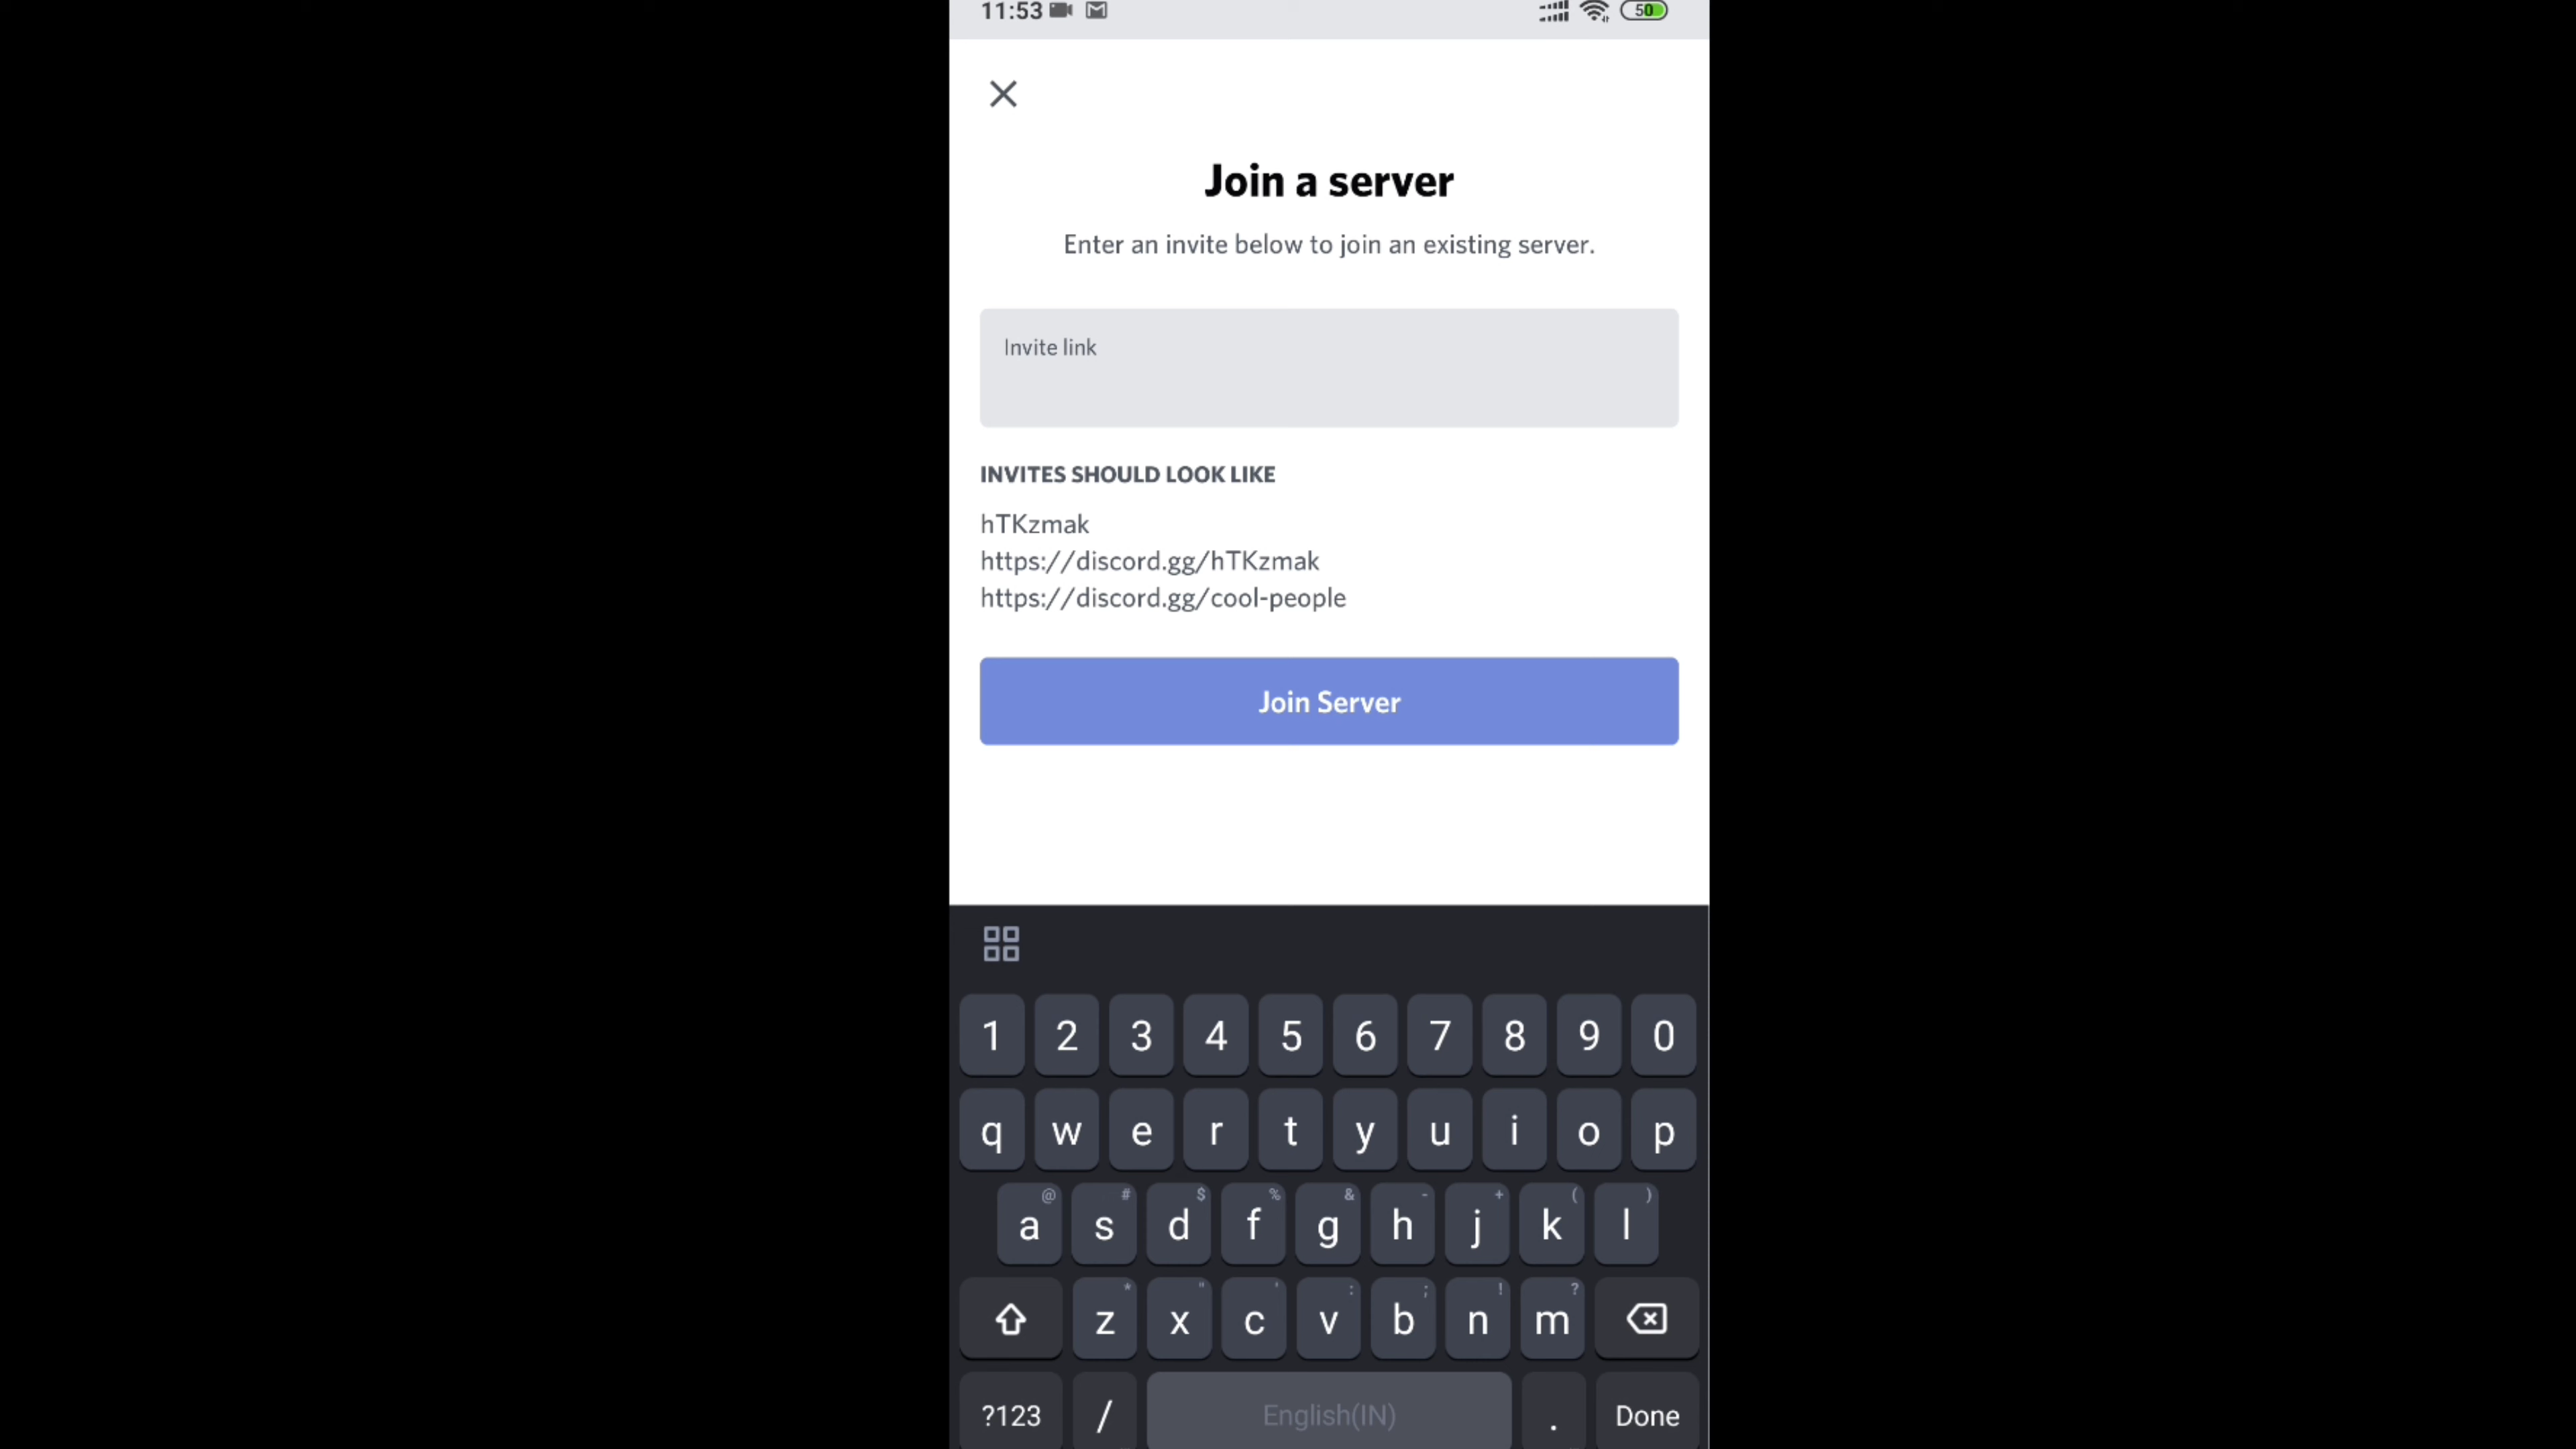 11:53
50
Join a server
Enter an invite below to join an existing server.
Invite link
INVITES SHOULD LOOK LIKE
hTKzmak
https://discord.gg/hTKzmak
https://discord.gg/cool-people
Join Server
1 2 3 4 5 6 7 8 9 0
q w e r t y u i o p
@ # $ % & - + ( )
a s d f g h j k l
* " ' : ; ! ?
z x c v b n m
?123 / English(IN) . Done